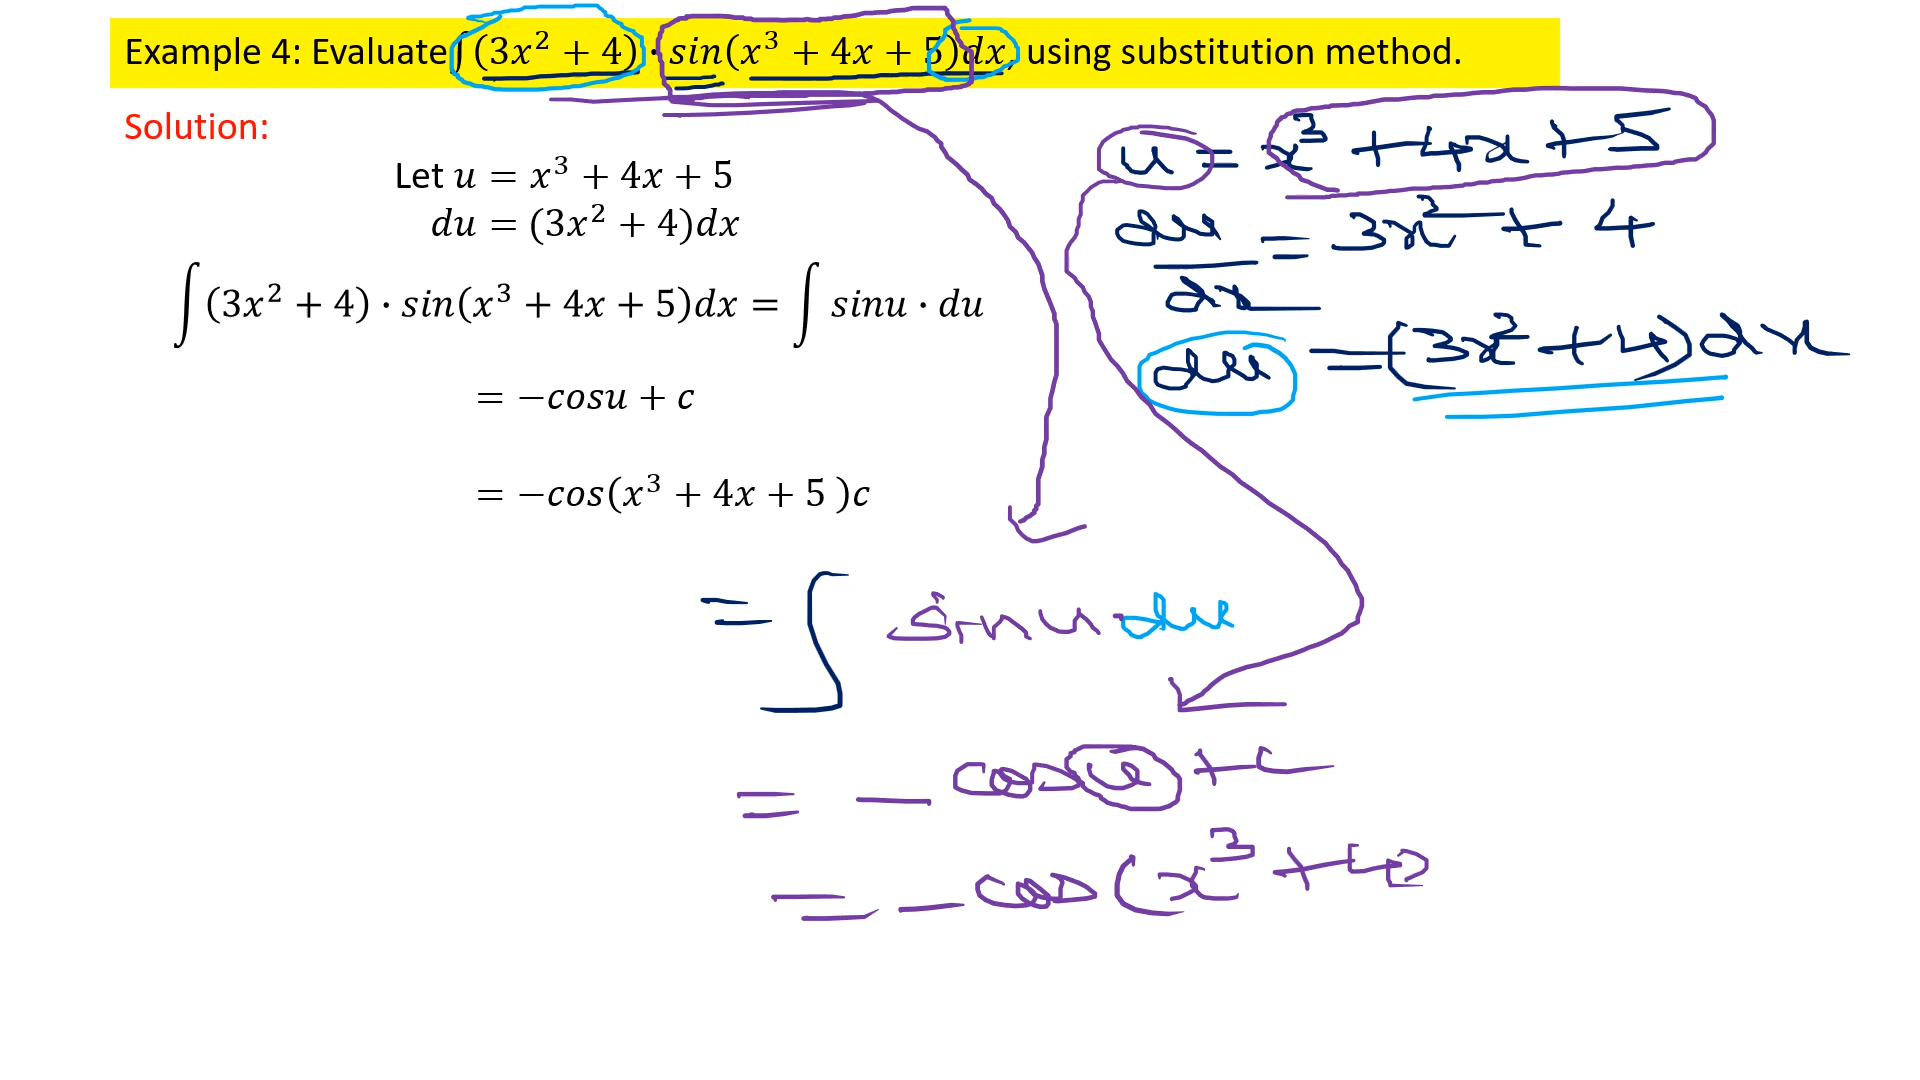 Example 4: Evaluate ∫(3x² + 4) · sin(x³ + 4x + 5)dx, using substitution method.
Solution:
Let u = x³ + 4x + 5
du = (3x² + 4)dx
∫(3x² + 4) · sin(x³ + 4x + 5)dx = ∫ sinu · du
= −cosu + c
= −cos(x³ + 4x + 5 )c
u = x³ + 4x + 5
du/dx = 3x² + 4
du = (3x² + 4)dx
= ∫ sin u · du
= − cos u + c
= − cos(x³ + 4